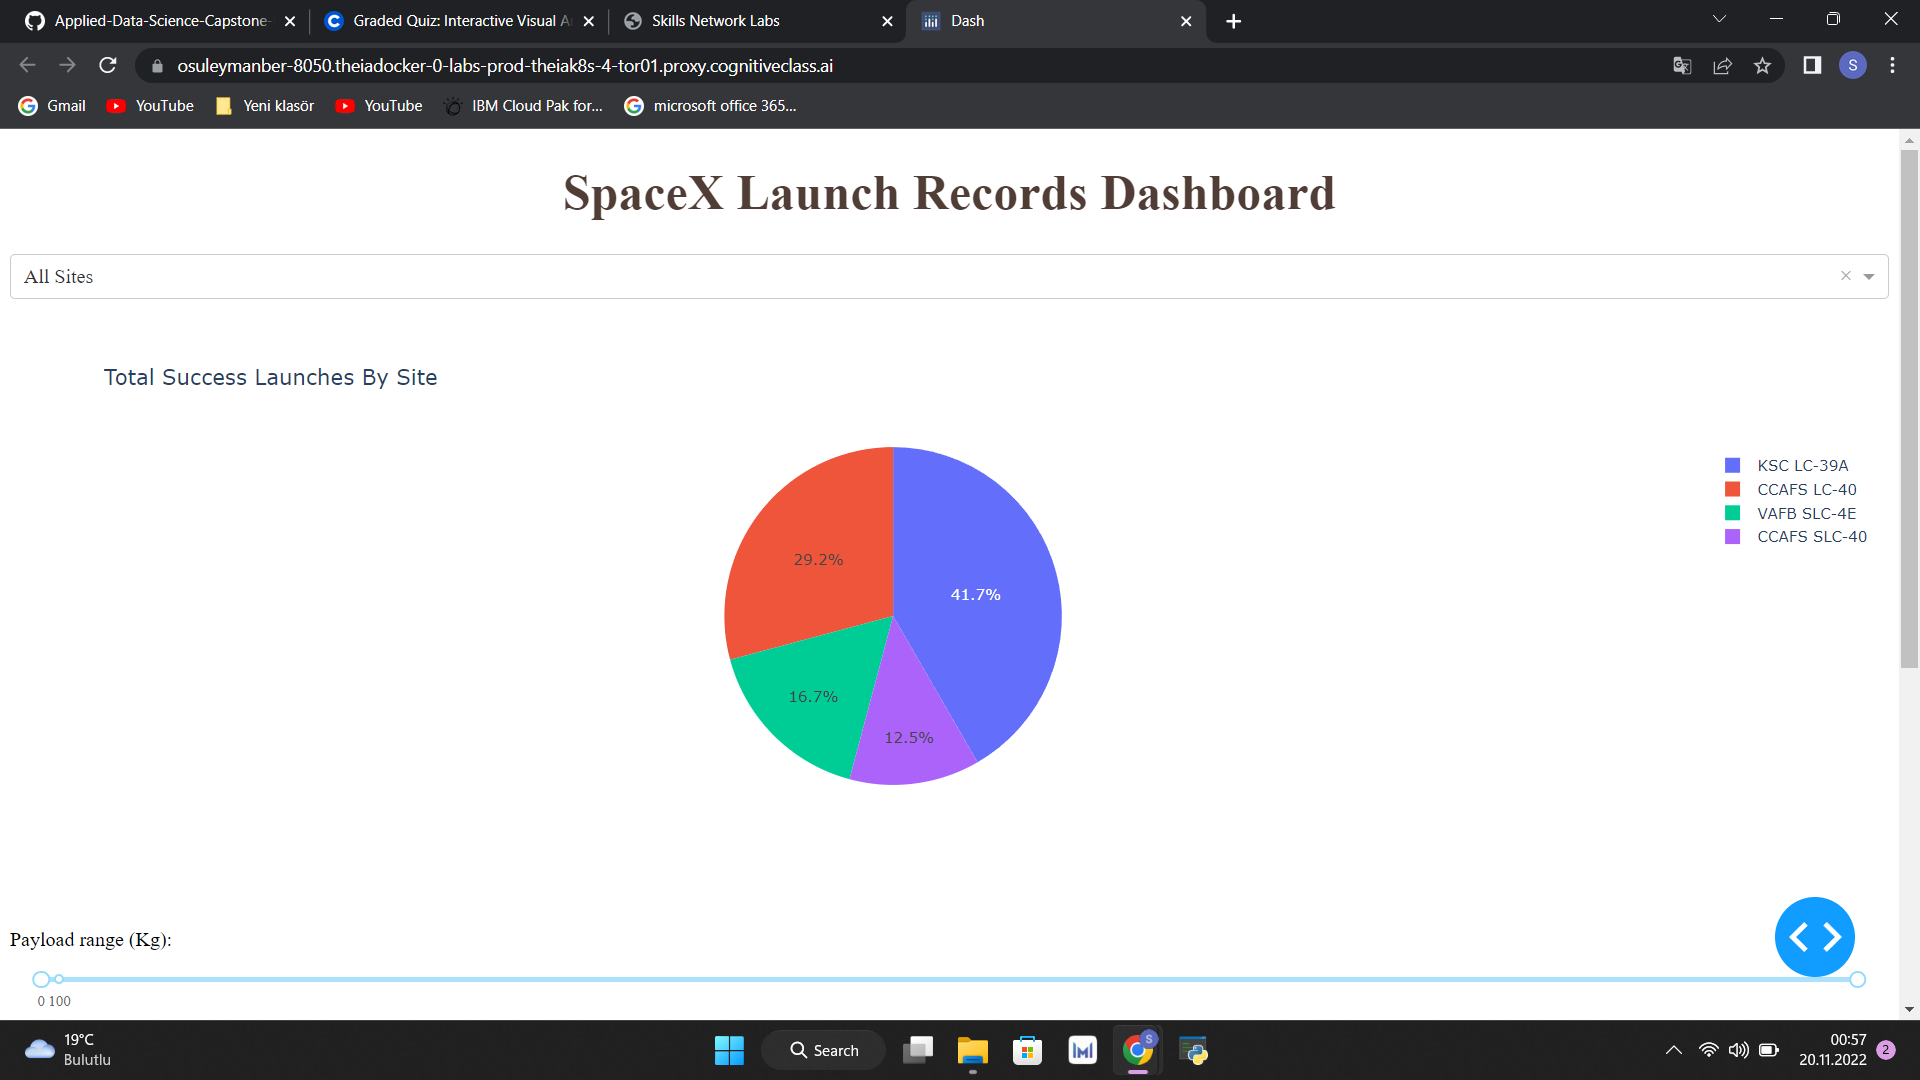 Applied-Data-Science-Capstone-
Graded Quiz: Interactive Visual A
Skills Network Labs
Dash
osuleymanber-8050.theiadocker-0-labs-prod-theiak8s-4-tor01.proxy.cognitiveclass.ai
S
Gmail
YouTube
Yeni klasör
YouTube
IBM Cloud Pak for...
microsoft office 365...
SpaceX Launch Records Dashboard
All Sites
Total Success Launches By Site
KSC LC-39A
CCAFS LC-40
VAFB SLC-4E
CCAFS SLC-40
29.2%
41.7%
16.7%
12.5%
Payload range (Kg):
0 100
19°C
Bulutlu
Search
S
00:57
20.11.2022
2